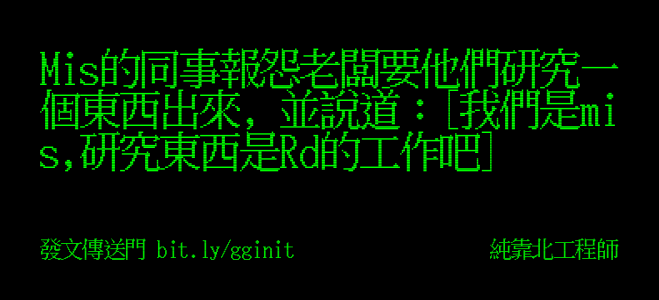 Mis的同事報怨老闆要他們研究一
個東西出來, 並說道：[我們是mi
s,研究東西是Rd的工作吧]
發文傳送門 bit.ly/gginit
純靠北工程師